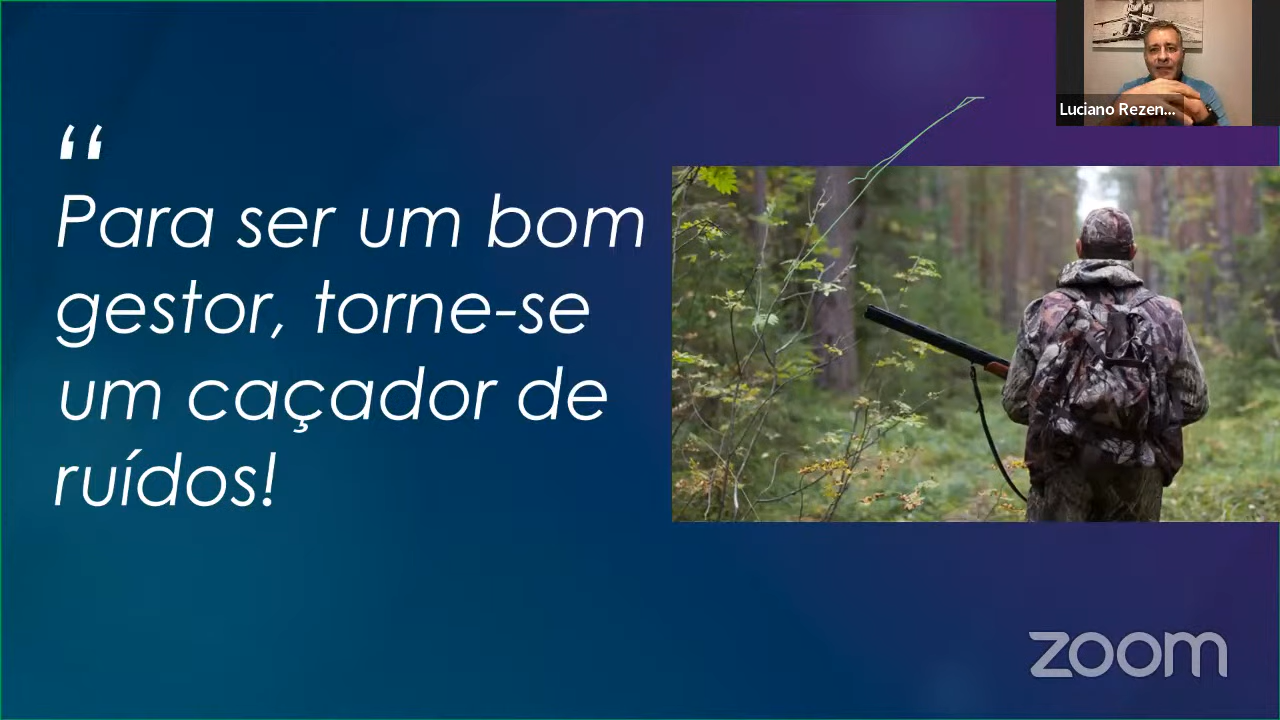 Luciano Rezen...
“
Para ser um bom
gestor, torne-se
um caçador de
ruídos!
zoom